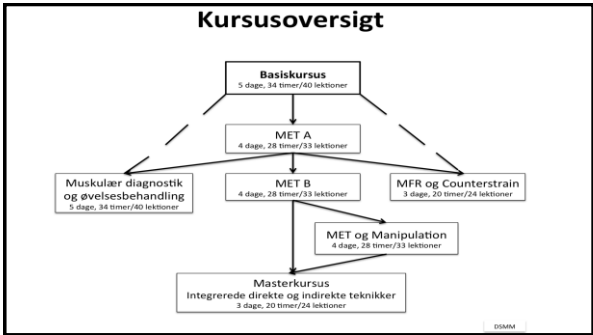 Kursusoversigt
Basiskursus
5 dage, 34 timer/40 lektioner
MET A
4 dage, 28 timer/33 lektioner
Muskulær diagnostik
og øvelsesbehandling
5 dage, 34 timer/40 lektioner
MET B
4 dage, 28 timer/33 lektioner
MFR og Counterstrain
3 dage, 20 timer/24 lektioner
MET og Manipulation
4 dage, 28 timer/33 lektioner
Masterkursus
Integrerede direkte og indirekte teknikker
3 dage, 20 timer/24 lektioner
DSMM